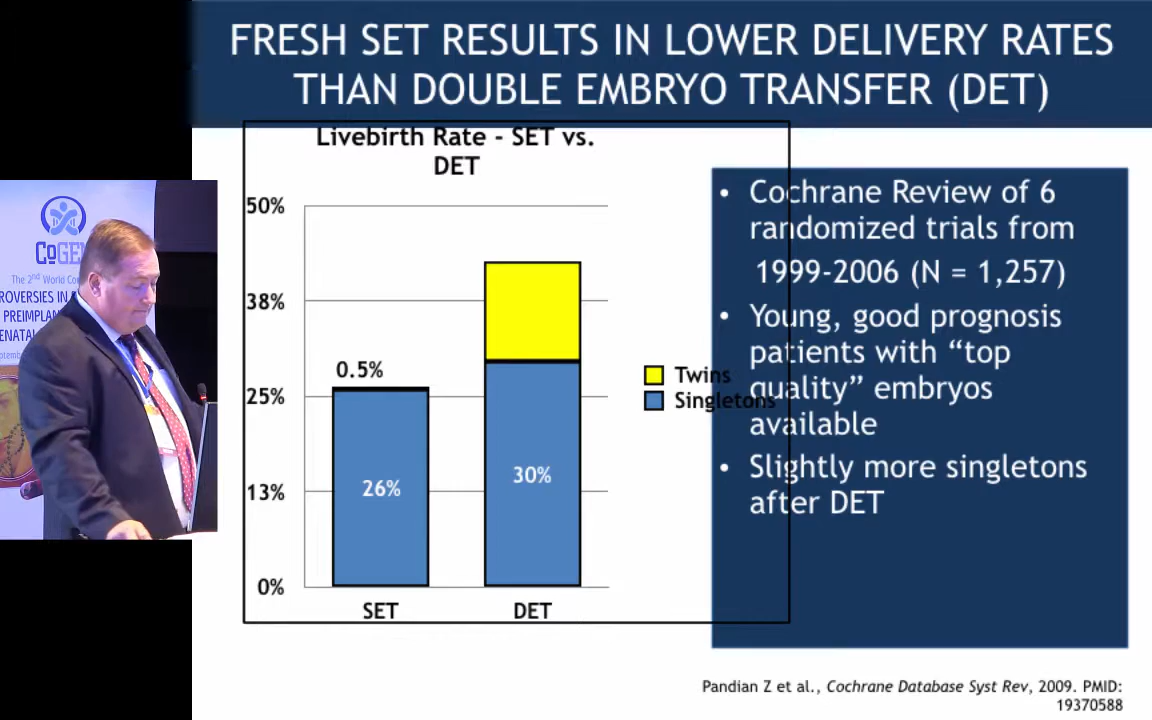 FRESH SET RESULTS IN LOWER DELIVERY RATES
THAN DOUBLE EMBRYO TRANSFER (DET)
Livebirth Rate - SET vs.
DET
50%
38%
25%
13%
0%
0.5%
26%
30%
SET
DET
Twins
Singletons
• Cochrane Review of 6
randomized trials from
1999-2006 (N = 1,257)
• Young, good prognosis
patients with “top
quality” embryos
available
• Slightly more singletons
after DET
Pandian Z et al., Cochrane Database Syst Rev, 2009. PMID:
19370588
COGE
The 2nd World Co
ROVERSIES IN
PREIMPLAN
ENATAL